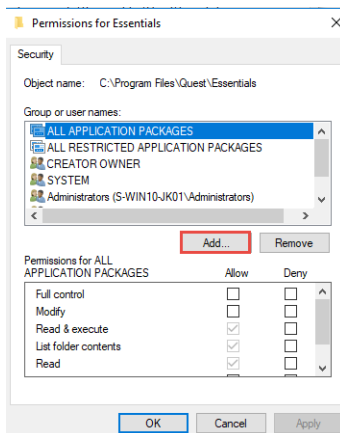 Permissions for Essentials
Security
Object name: C:\Program Files\Quest\Essentials
Group or user names:
ALL APPLICATION PACKAGES
ALL RESTRICTED APPLICATION PACKAGES
CREATOR OWNER
SYSTEM
Administrators (S-WIN10-JK01\Administrators)
Add... Remove
Permissions for ALL
APPLICATION PACKAGES Allow Deny
Full control
Modify
Read & execute
List folder contents
Read
OK Cancel Apply